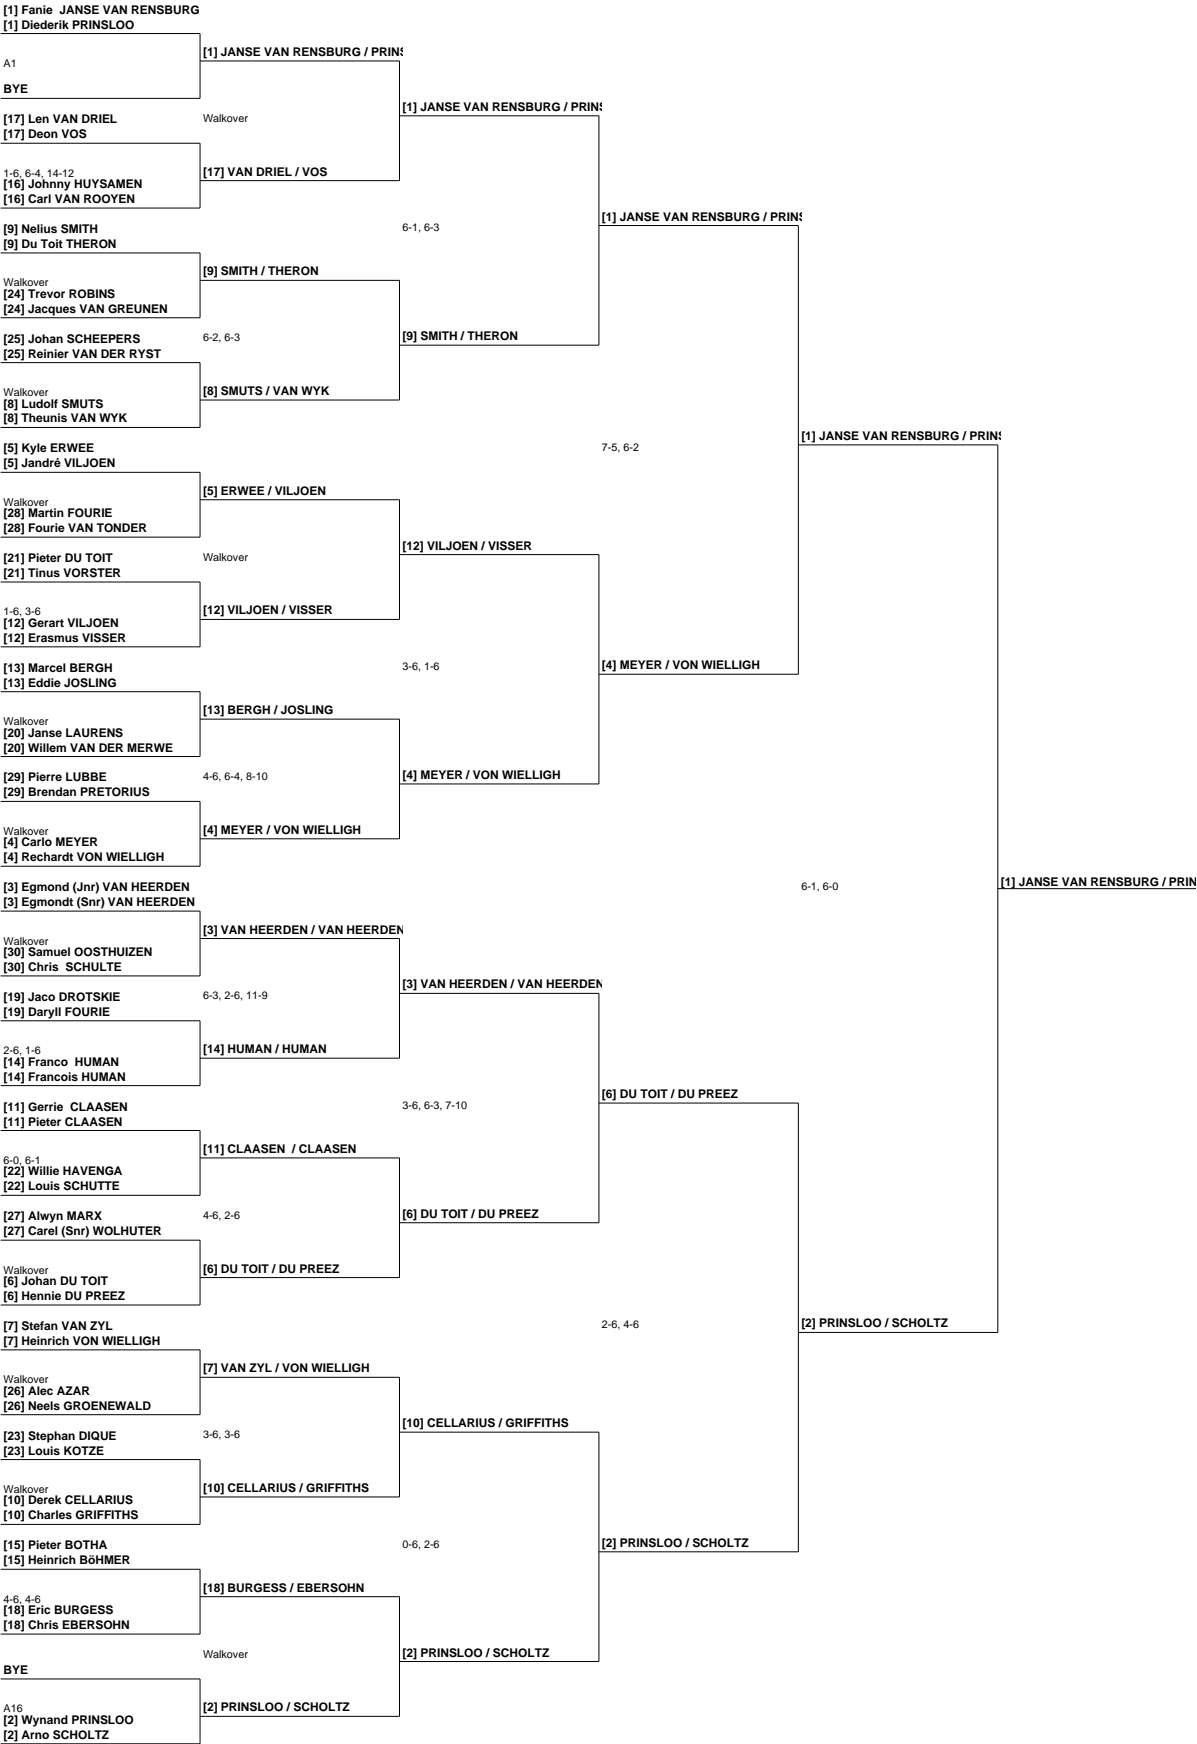 [1] Fanie  JANSE VAN RENSBURG
[1] Diederik PRINSLOO
[1] JANSE VAN RENSBURG / PRINS
A1
BYE
[1] JANSE VAN RENSBURG / PRINS
[17] Len VAN DRIEL
Walkover
[17] Deon VOS
1-6, 6-4, 14-12
[17] VAN DRIEL / VOS
[16] Johnny HUYSAMEN
[16] Carl VAN ROOYEN
[1] JANSE VAN RENSBURG / PRINS
[9] Nelius SMITH
6-1, 6-3
[9] Du Toit THERON
[9] SMITH / THERON
Walkover
[24] Trevor ROBINS
[24] Jacques VAN GREUNEN
[25] Johan SCHEEPERS
6-2, 6-3
[9] SMITH / THERON
[25] Reinier VAN DER RYST
Walkover
[8] SMUTS / VAN WYK
[8] Ludolf SMUTS
[8] Theunis VAN WYK
[1] JANSE VAN RENSBURG / PRINS
[5] Kyle ERWEE
7-5, 6-2
[5] Jandré VILJOEN
[5] ERWEE / VILJOEN
Walkover
[28] Martin FOURIE
[28] Fourie VAN TONDER
[12] VILJOEN / VISSER
[21] Pieter DU TOIT
Walkover
[21] Tinus VORSTER
1-6, 3-6
[12] VILJOEN / VISSER
[12] Gerart VILJOEN
[12] Erasmus VISSER
[13] Marcel BERGH
3-6, 1-6
[4] MEYER / VON WIELLIGH
[13] Eddie JOSLING
[13] BERGH / JOSLING
Walkover
[20] Janse LAURENS
[20] Willem VAN DER MERWE
[29] Pierre LUBBE
4-6, 6-4, 8-10
[4] MEYER / VON WIELLIGH
[29] Brendan PRETORIUS
Walkover
[4] MEYER / VON WIELLIGH
[4] Carlo MEYER
[4] Rechardt VON WIELLIGH
[3] Egmond (Jnr) VAN HEERDEN
6-1, 6-0
[1] JANSE VAN RENSBURG / PRIN
[3] Egmondt (Snr) VAN HEERDEN
[3] VAN HEERDEN / VAN HEERDEN
Walkover
[30] Samuel OOSTHUIZEN
[30] Chris  SCHULTE
[3] VAN HEERDEN / VAN HEERDEN
[19] Jaco DROTSKIE
6-3, 2-6, 11-9
[19] Daryll FOURIE
2-6, 1-6
[14] HUMAN / HUMAN
[14] Franco  HUMAN
[14] Francois HUMAN
[6] DU TOIT / DU PREEZ
[11] Gerrie  CLAASEN
3-6, 6-3, 7-10
[11] Pieter CLAASEN
[11] CLAASEN  / CLAASEN
6-0, 6-1
[22] Willie HAVENGA
[22] Louis SCHUTTE
[27] Alwyn MARX
4-6, 2-6
[6] DU TOIT / DU PREEZ
[27] Carel (Snr) WOLHUTER
Walkover
[6] DU TOIT / DU PREEZ
[6] Johan DU TOIT
[6] Hennie DU PREEZ
[7] Stefan VAN ZYL
2-6, 4-6
[2] PRINSLOO / SCHOLTZ
[7] Heinrich VON WIELLIGH
[7] VAN ZYL / VON WIELLIGH
Walkover
[26] Alec AZAR
[26] Neels GROENEWALD
[10] CELLARIUS / GRIFFITHS
[23] Stephan DIQUE
3-6, 3-6
[23] Louis KOTZE
Walkover
[10] CELLARIUS / GRIFFITHS
[10] Derek CELLARIUS
[10] Charles GRIFFITHS
[15] Pieter BOTHA
0-6, 2-6
[2] PRINSLOO / SCHOLTZ
[15] Heinrich BöHMER
[18] BURGESS / EBERSOHN
4-6, 4-6
[18] Eric BURGESS
[18] Chris EBERSOHN
Walkover
[2] PRINSLOO / SCHOLTZ
BYE
A16
[2] PRINSLOO / SCHOLTZ
[2] Wynand PRINSLOO
[2] Arno SCHOLTZ